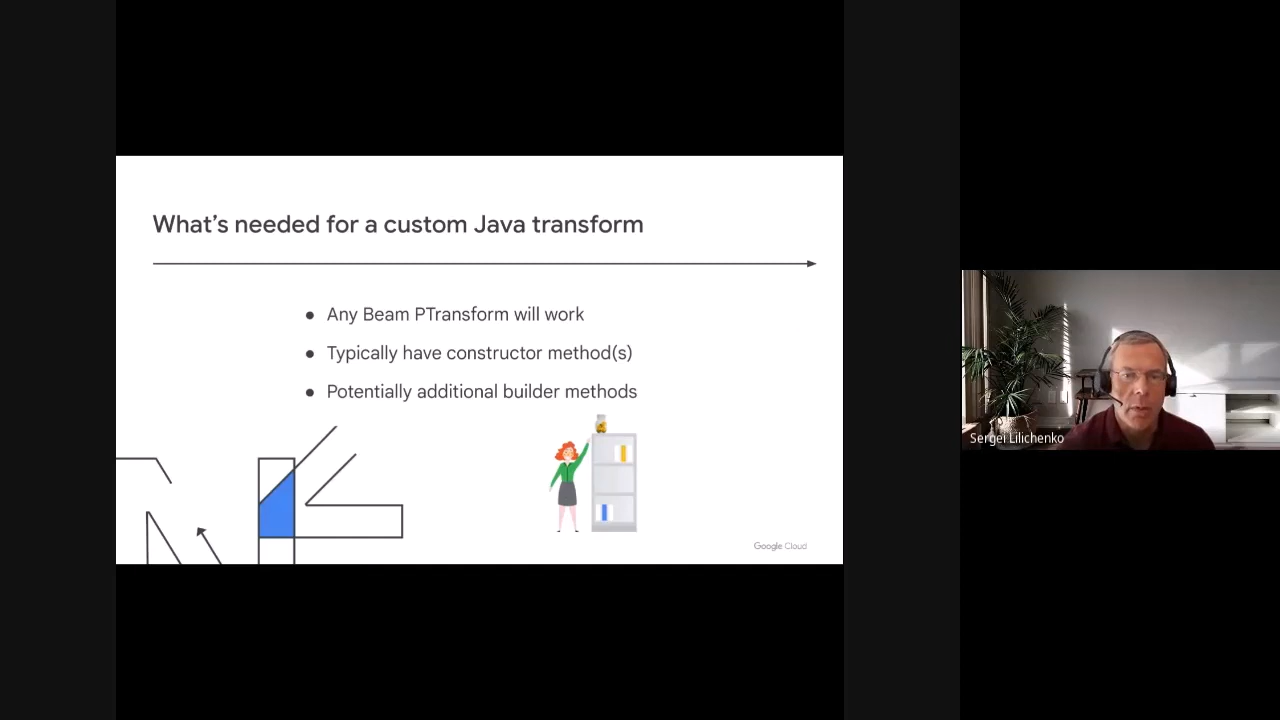 What's needed for a custom Java transform
Any Beam PTransform will work
Typically have constructor method(s)
Potentially additional builder methods
Google Cloud
Sergei Lilichenko